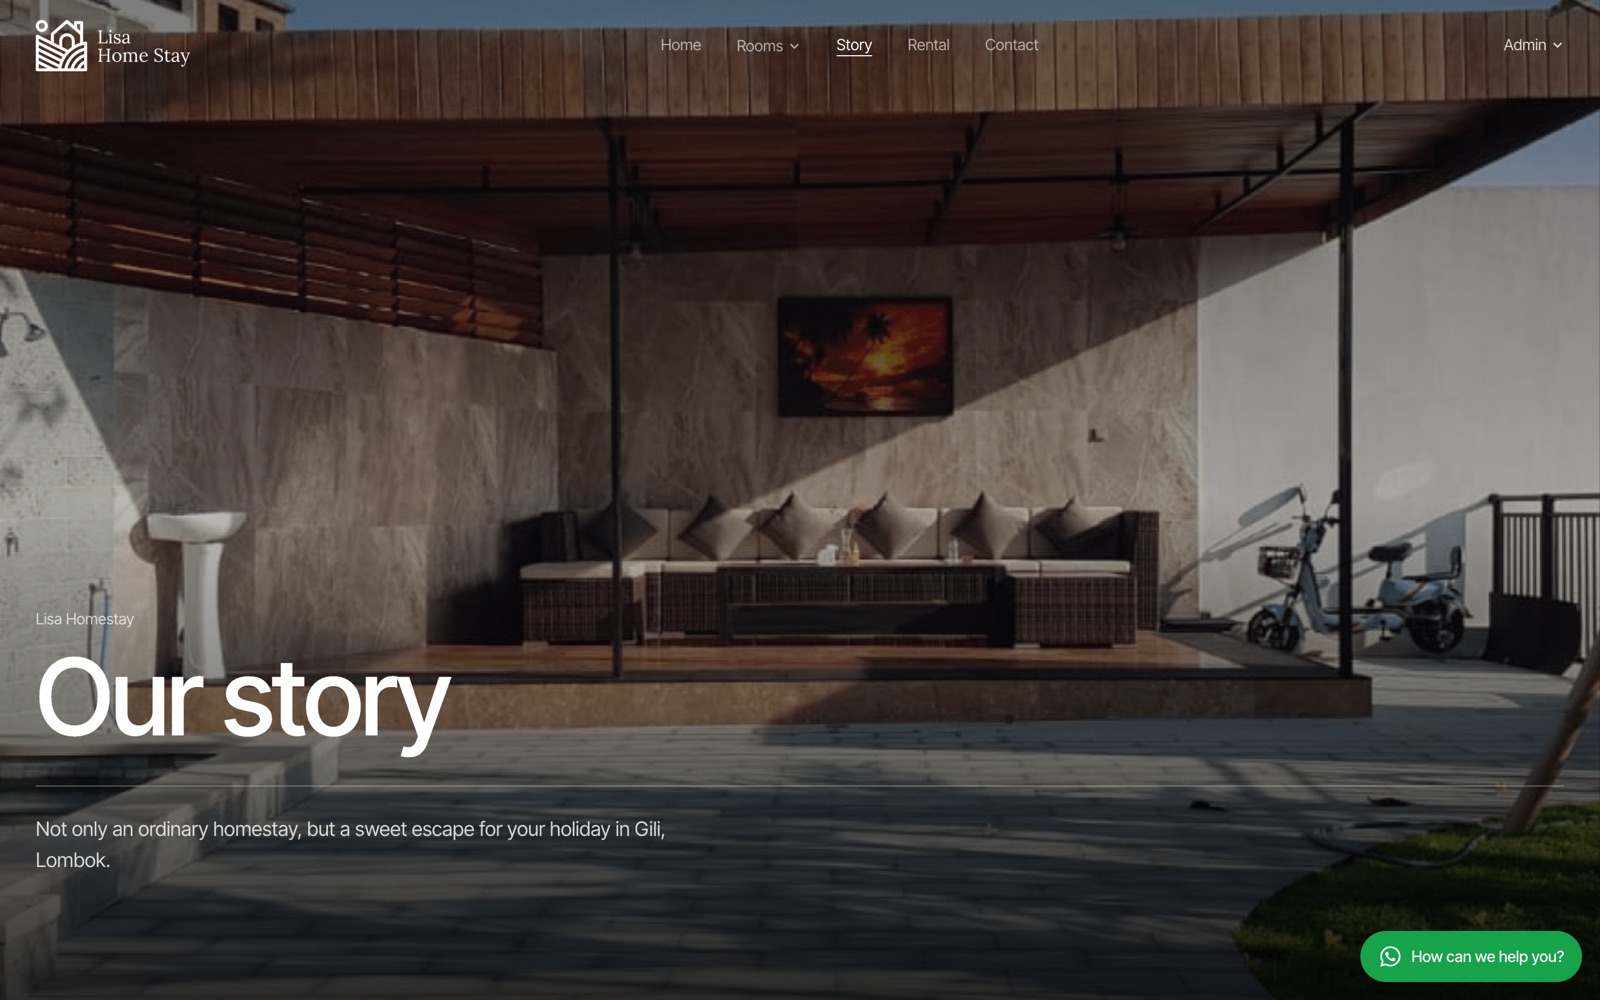 Lisa
Home Stay
Home
Rooms
Story
Rental
Contact
Admin
Lisa Homestay
Our story
Not only an ordinary homestay, but a sweet escape for your holiday in Gili,
Lombok.
How can we help you?